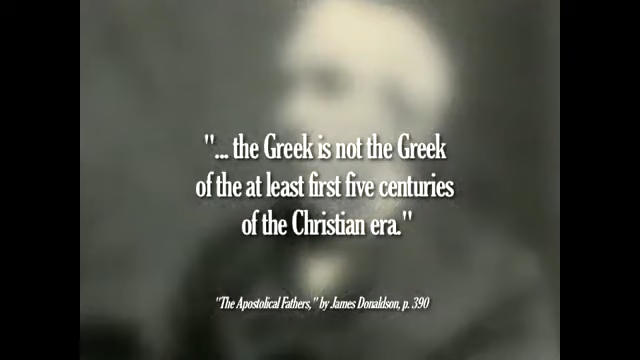 "... the Greek is not the Greek
of the at least first five centuries
of the Christian era."
"The Apostolical Fathers," by James Donaldson, p. 390